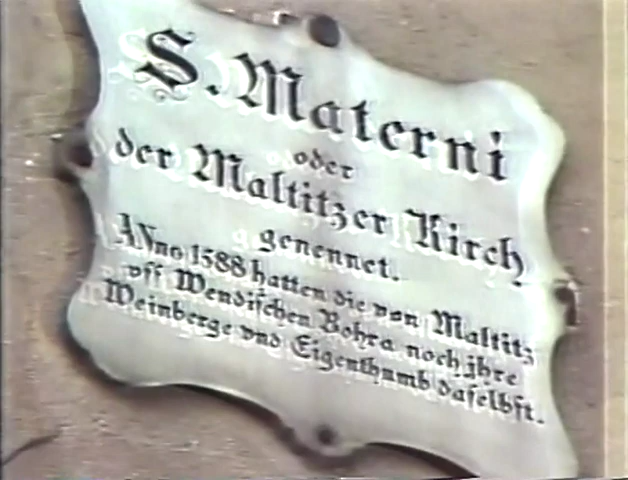 S. Materni
oder
der Maltitzer Kirch
genennet.
ANno 1588 hatten die von Maltitz
vff Wendischen Bohra noch jhre
Weinberge vnd Eigenthumb daselbst.